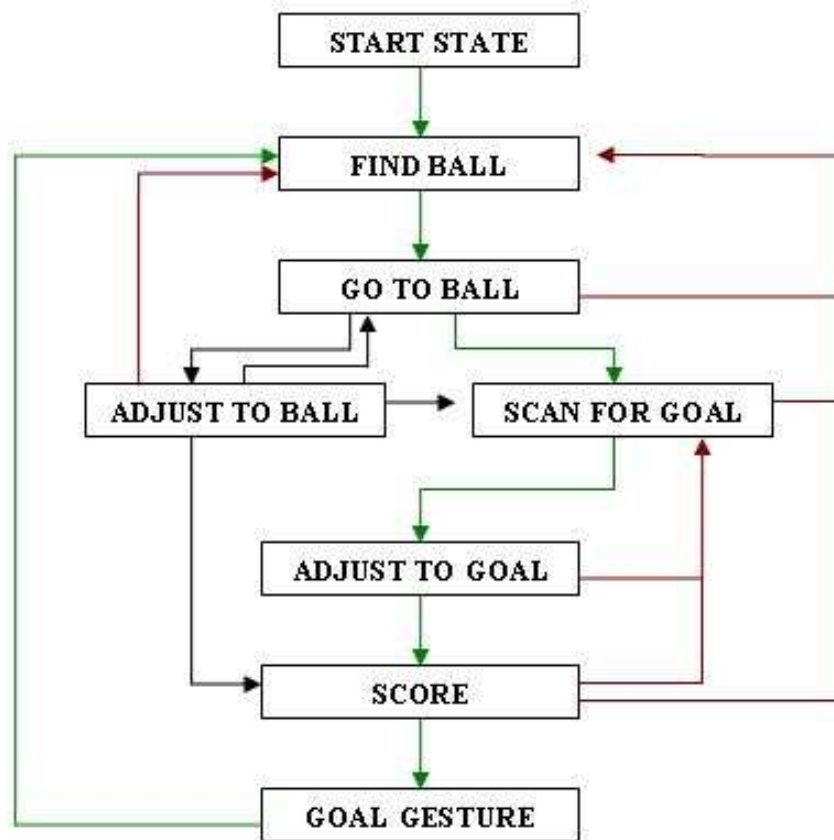 START STATE
FIND BALL
GO TO BALL
ADJUST TO BALL
SCAN FOR GOAL
ADJUST TO GOAL
SCORE
GOAL GESTURE